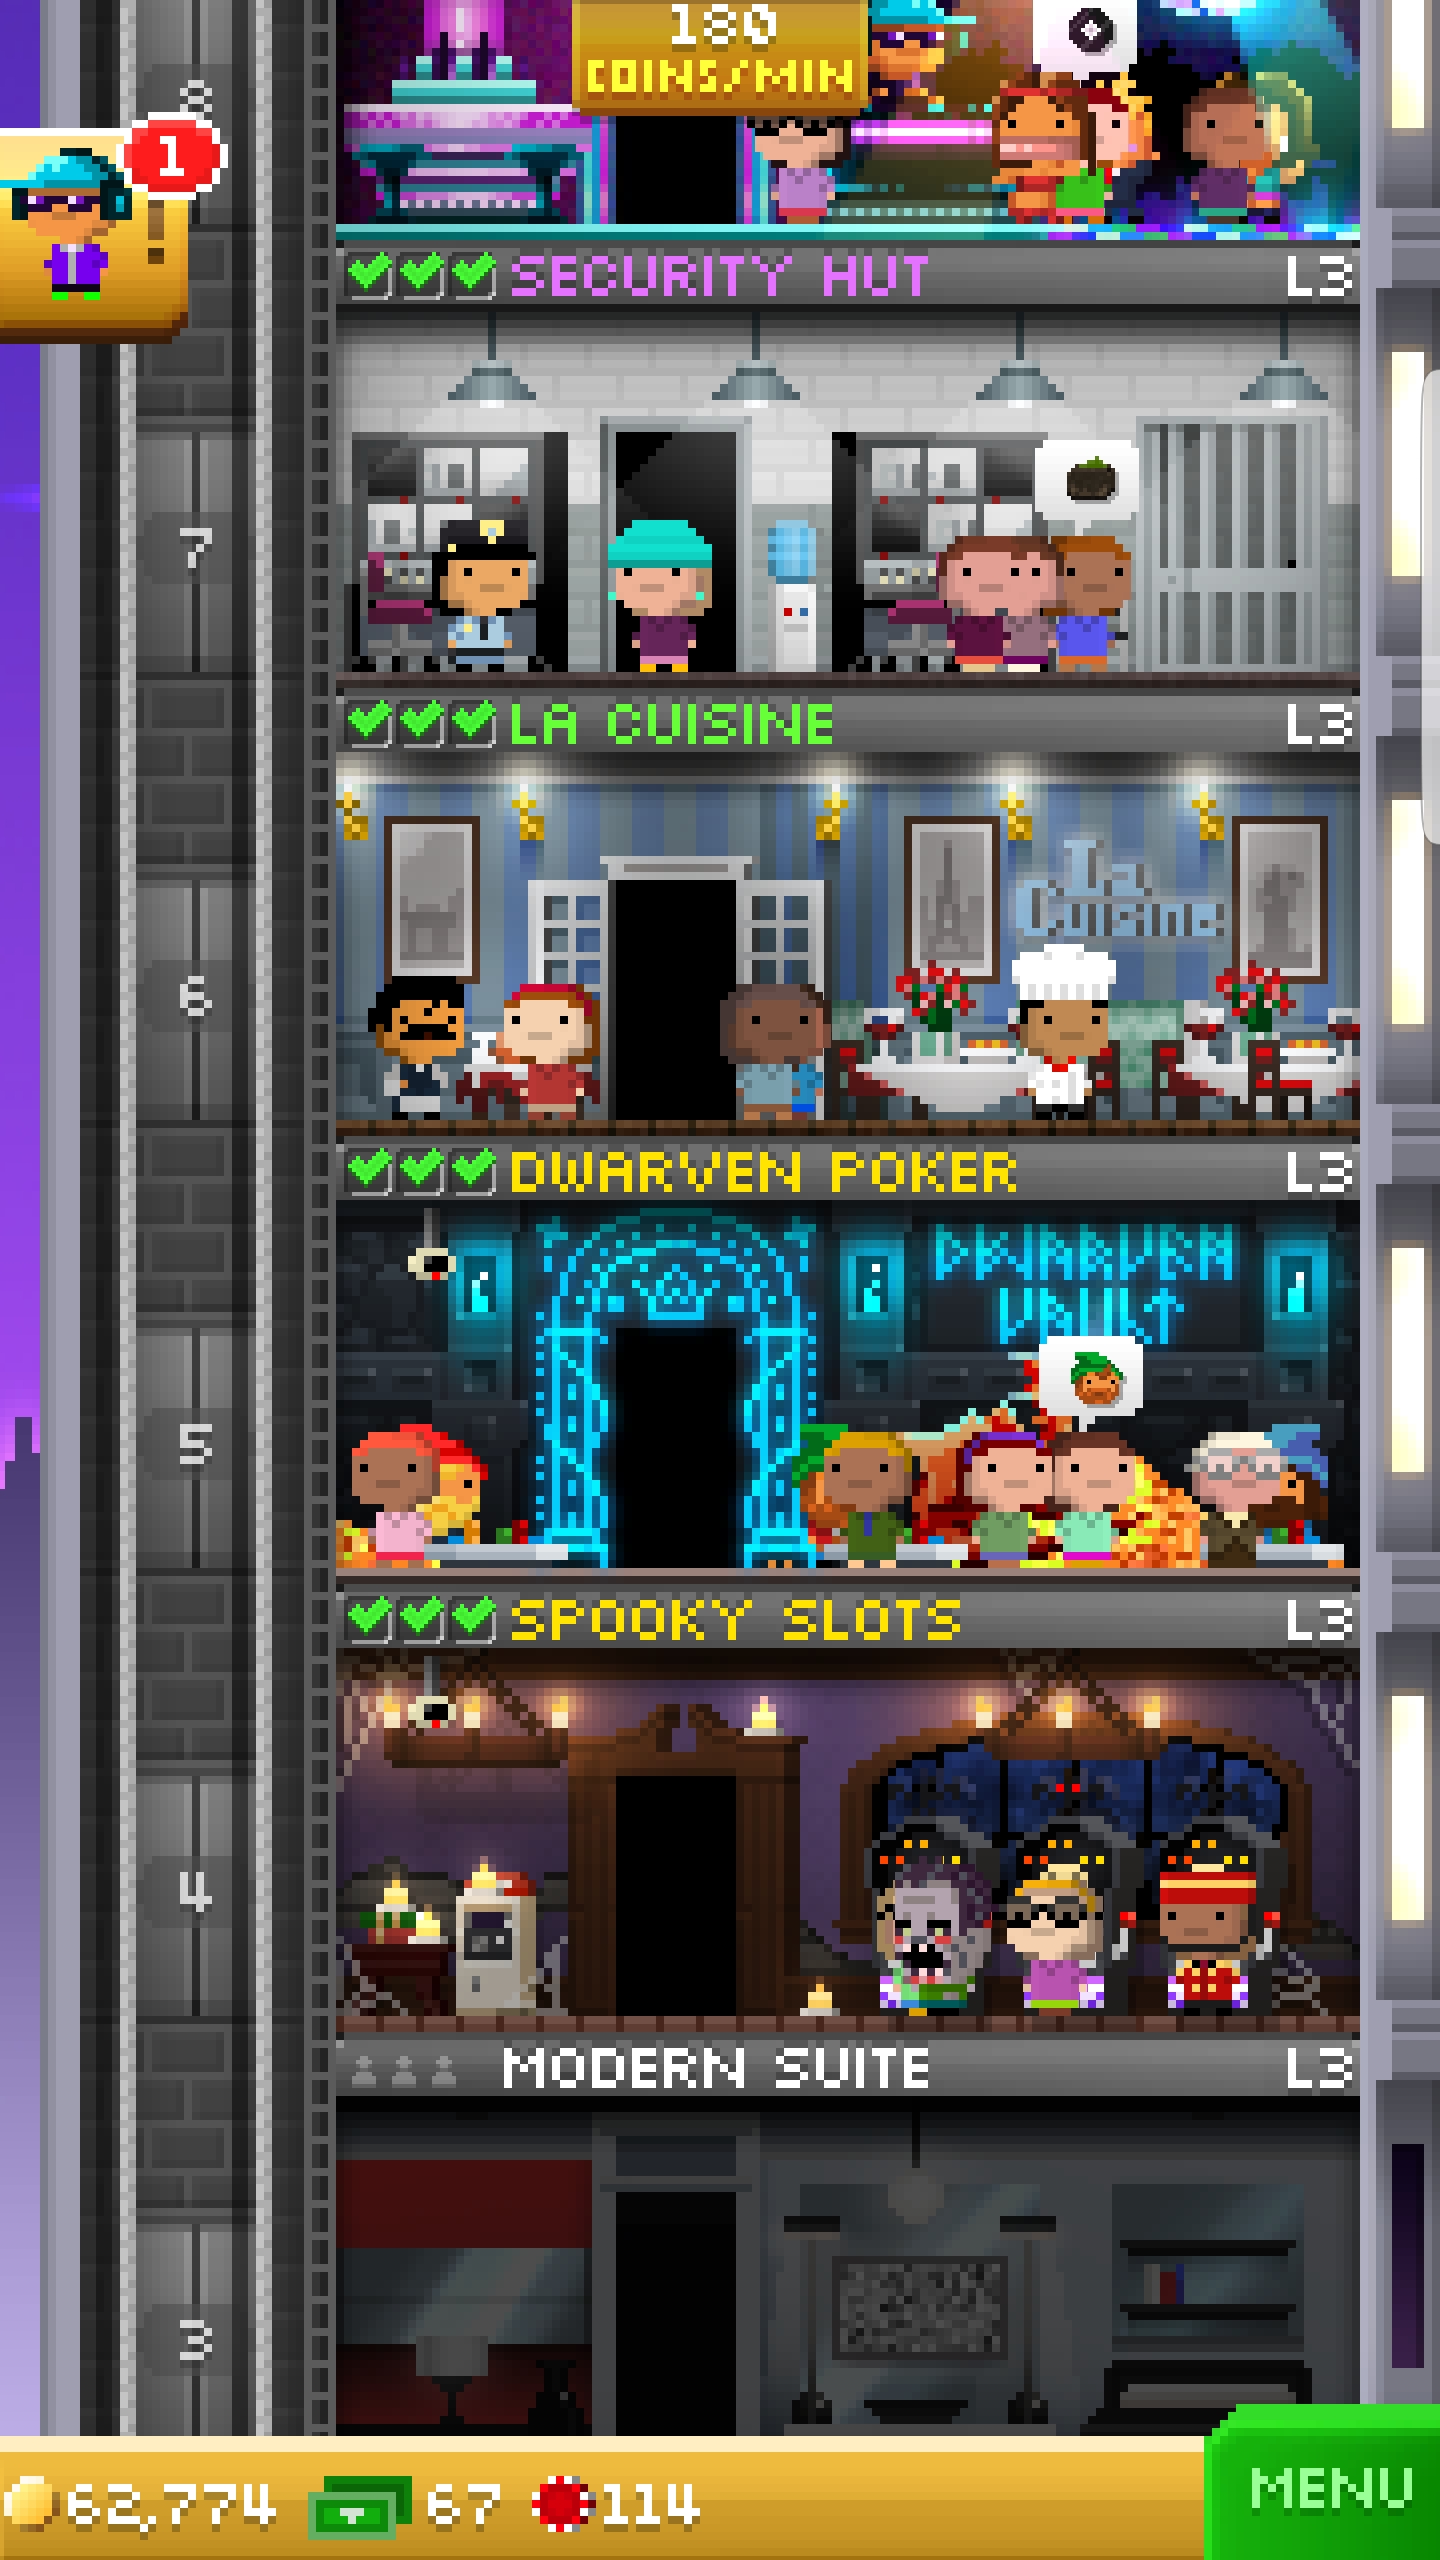 180
COINS/MIN
8
1
SECURITY HUT L3
7
LA CUISINE L3
La
Cuisine
6
DWARVEN POKER L3
DWARVEN
VAULT
5
SPOOKY SLOTS L3
4
MODERN SUITE L3
3
62,774 67 114
MENU